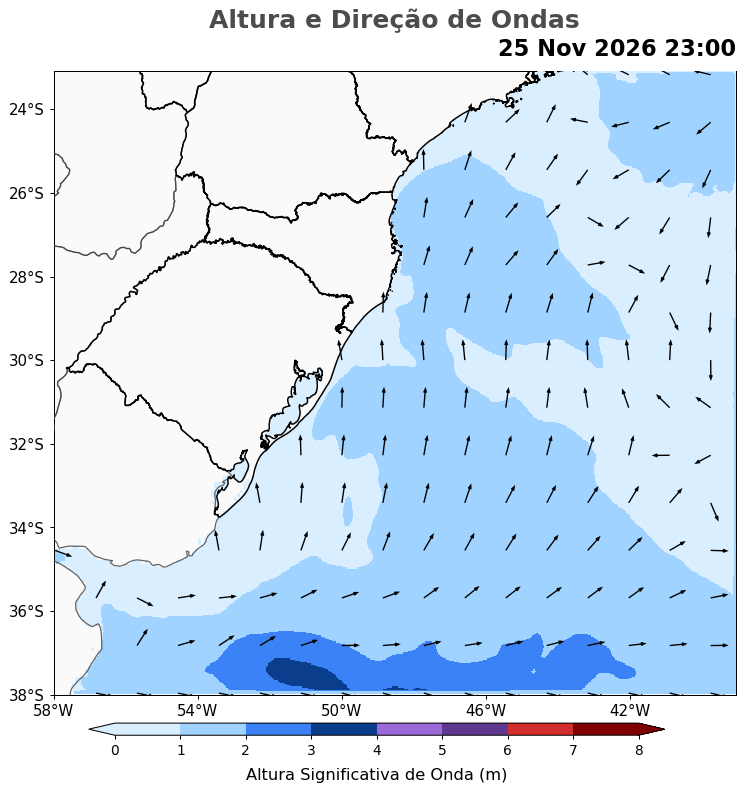 Altura e Direção de Ondas
25 Nov 2026 23:00
24°S
26°S
28°S
30°S
32°S
34°S
36°S
38°S
58°W 54°W 50°W 46°W 42°W
0 1 2 3 4 5 6 7 8
Altura Significativa de Onda (m)